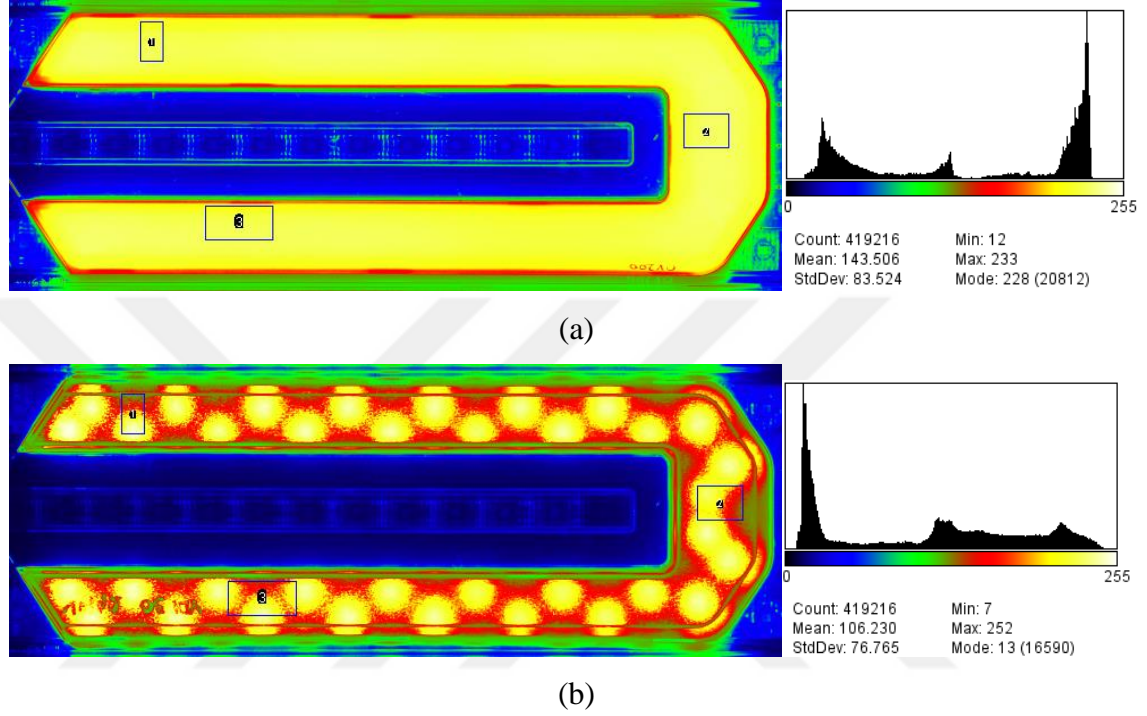 1
2
3
0
255
Count: 419216 Min: 12
Mean: 143.506 Max: 233
StdDev: 83.524 Mode: 228 (20812)
(a)
1
2
3
0
255
Count: 419216 Min: 7
Mean: 106.230 Max: 252
StdDev: 76.765 Mode: 13 (16590)
(b)